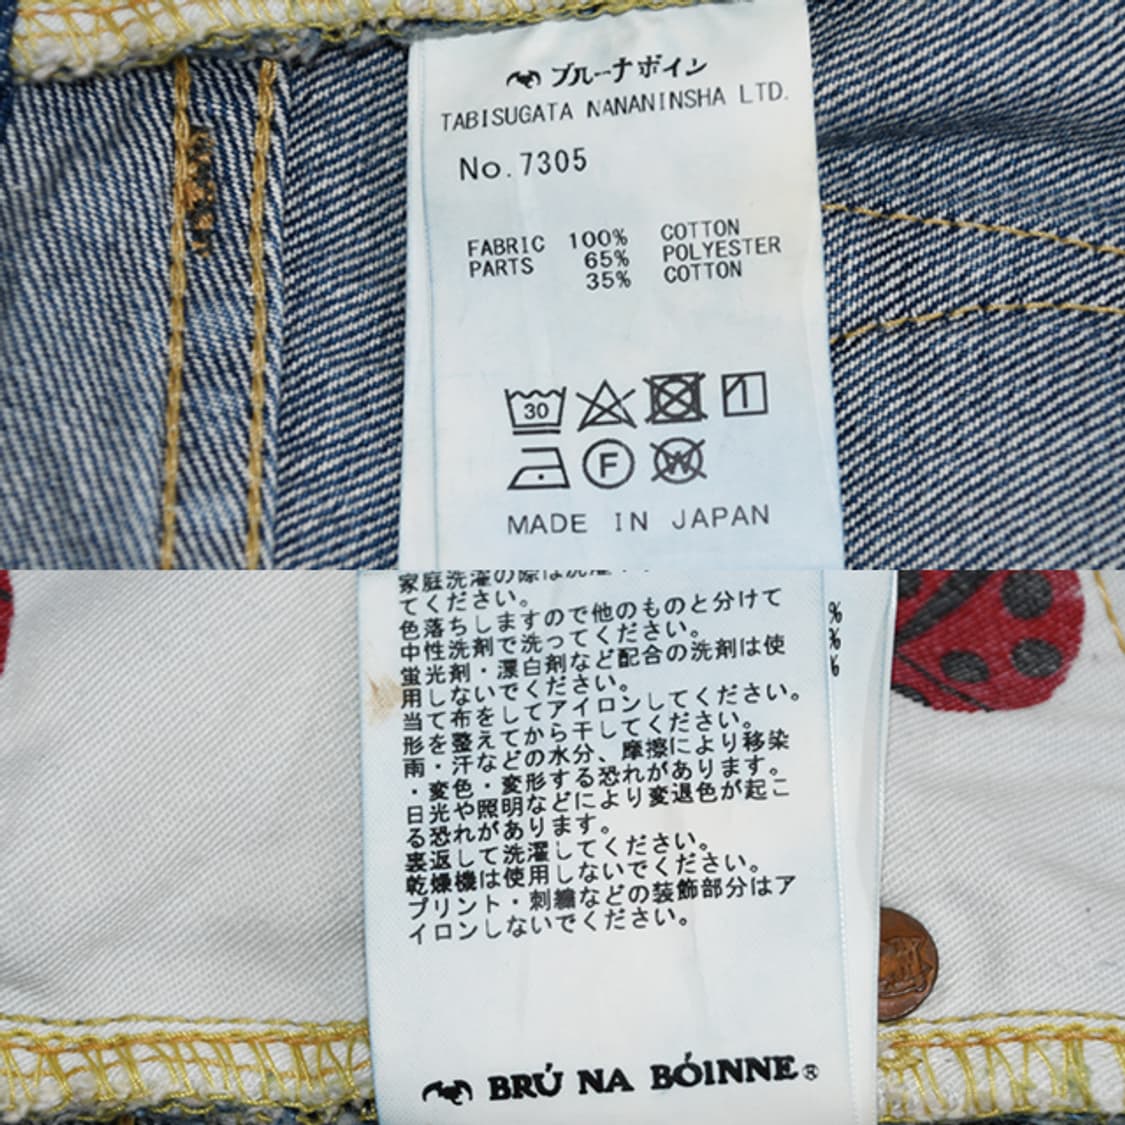 ブルーナボイン
TABISUGATA NANANINSHA LTD.
No.7305
FABRIC 100% COTTON
PARTS 65% POLYESTER
35% COTTON
30
F
W
MADE IN JAPAN
家庭洗濯の際は洗濯
てください。
色落ちしますので他のものと分けて
中性洗剤で洗ってください。
蛍光剤・漂白剤など配合の洗剤は使
用しないでください。
当て布をしてアイロンしてください。
形を整えてから干してください。
雨・汗などの水分、摩擦により移染
・変色・変形する恐れがあります。
日光や照明などにより変退色が起こ
る恐れがあります。
裏返して洗濯してください。
乾燥機は使用しないでください。
プリント・刺繍などの装飾部分はア
イロンしないでください。
%
%
%
BRÚ NA BÓINNE®